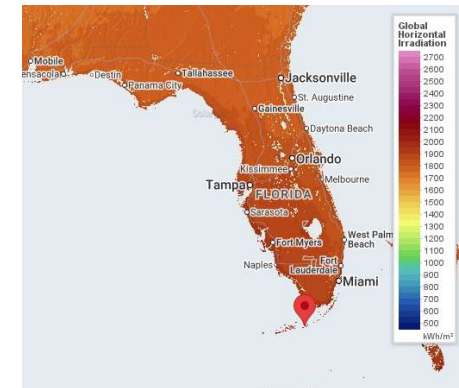 Global
Horizontal
Irradiation
2700
2600
2500
2400
2300
2200
2100
2000
1900
1800
1700
1600
1500
1400
1300
1200
1100
1000
900
800
700
600
500
kWh/m²
Mobile
ensacola
Destin
Panama City
Tallahassee
Jacksonville
St. Augustine
Gainesville
Daytona Beach
Orlando
Kissimmee
Melbourne
Tampa
FLORIDA
Sarasota
Fort Myers
West Palm
Beach
Naples
Fort
Lauderdale
Miami